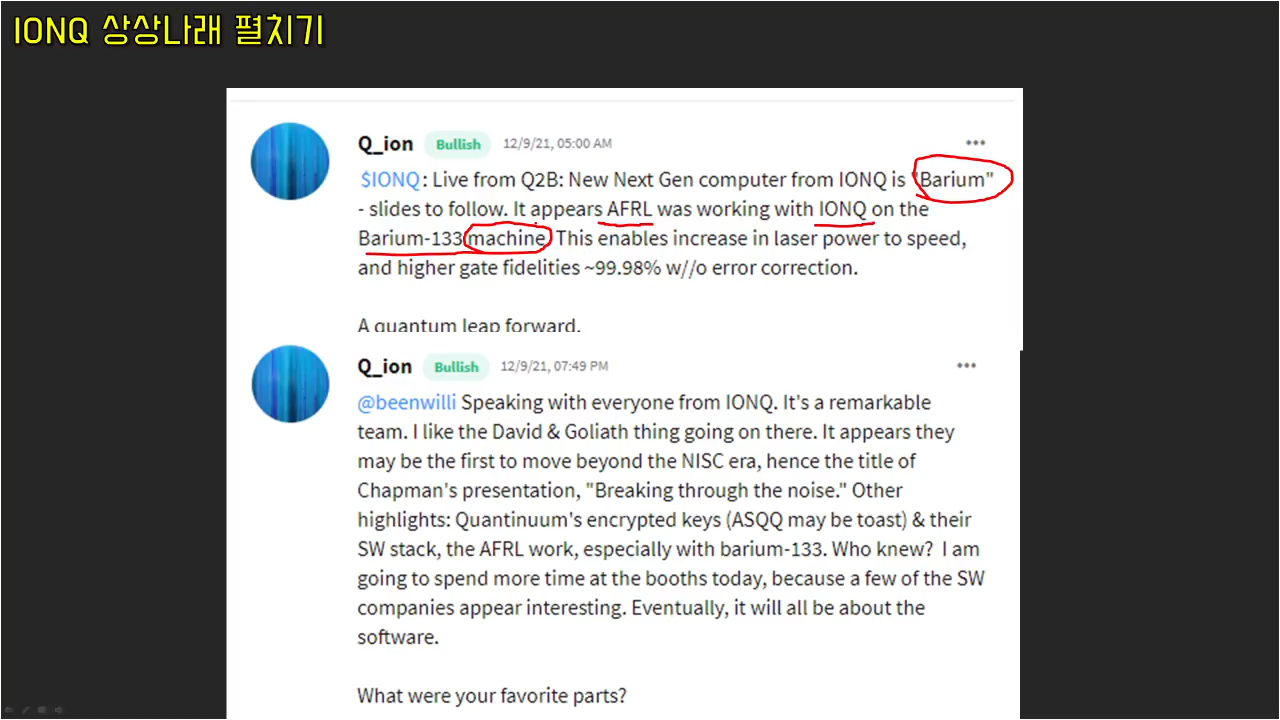 IONQ 상상나래 펼치기
Q_ion Bullish 12/9/21, 05:00 AM
$IONQ: Live from Q2B: New Next Gen computer from IONQ is "Barium"
- slides to follow. It appears AFRL was working with IONQ on the
Barium-133 machine. This enables increase in laser power to speed,
and higher gate fidelities ~99.98% w//o error correction.
A quantum leap forward.
Q_ion Bullish 12/9/21, 07:49 PM
@beenwilli Speaking with everyone from IONQ. It's a remarkable
team. I like the David & Goliath thing going on there. It appears they
may be the first to move beyond the NISC era, hence the title of
Chapman's presentation, "Breaking through the noise." Other
highlights: Quantinuum's encrypted keys (ASQQ may be toast) & their
SW stack, the AFRL work, especially with barium-133. Who knew? I am
going to spend more time at the booths today, because a few of the SW
companies appear interesting. Eventually, it will all be about the
software.
What were your favorite parts?